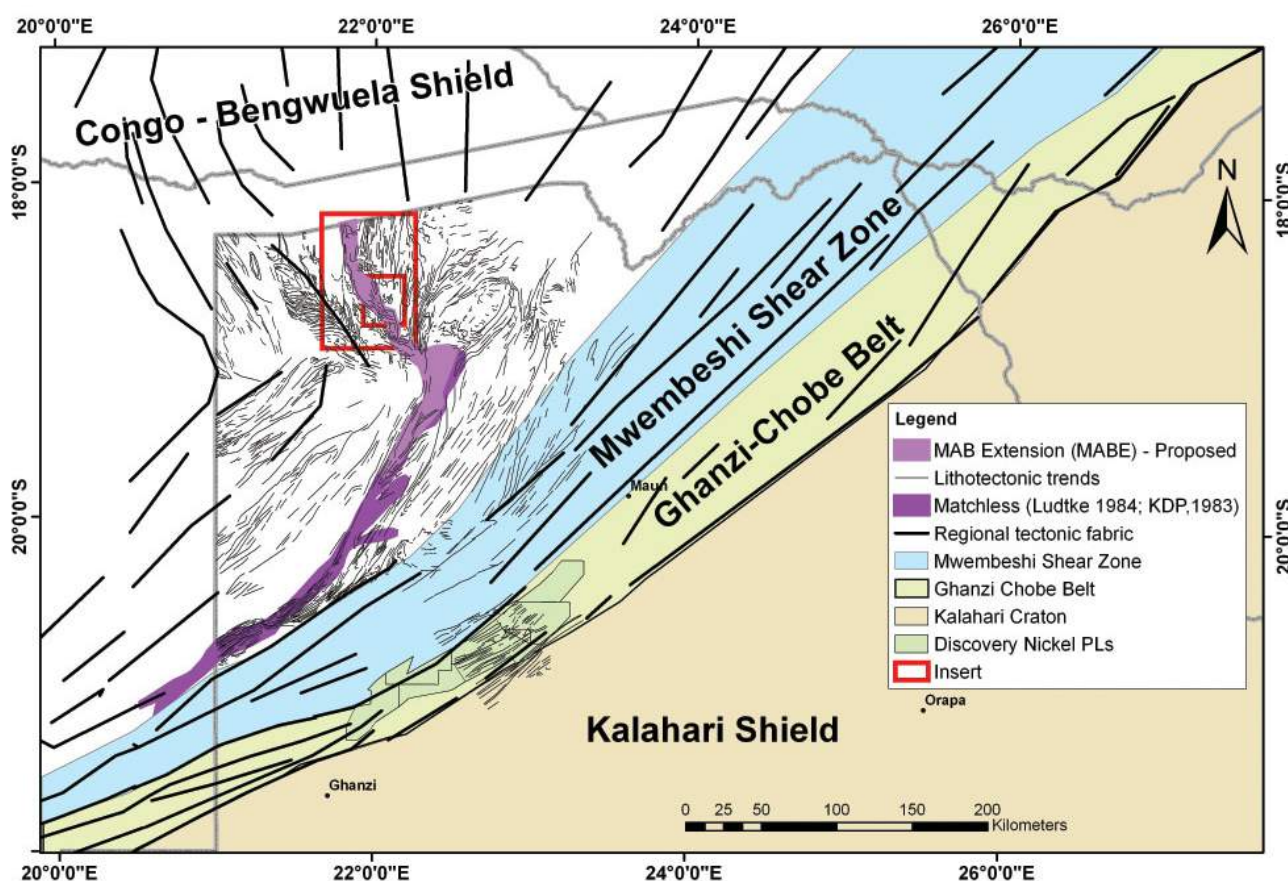 20°0'0"E 22°0'0"E 24°0'0"E 26°0'0"E
Congo - Bengwuela Shield
18°0'0"S
18°0'0"S
N
Mwembeshi Shear Zone
Ghanzi-Chobe Belt
Maun
20°0'0"S
20°0'0"S
Legend
MAB Extension (MABE) - Proposed
Lithotectonic trends
Matchless (Ludtke 1984; KDP,1983)
Regional tectonic fabric
Mwembeshi Shear Zone
Ghanzi Chobe Belt
Kalahari Craton
Discovery Nickel PLs
Insert
Orapa
Kalahari Shield
Ghanzi
0 25 50 100 150 200
Kilometers
20°0'0"E 22°0'0"E 24°0'0"E 26°0'0"E